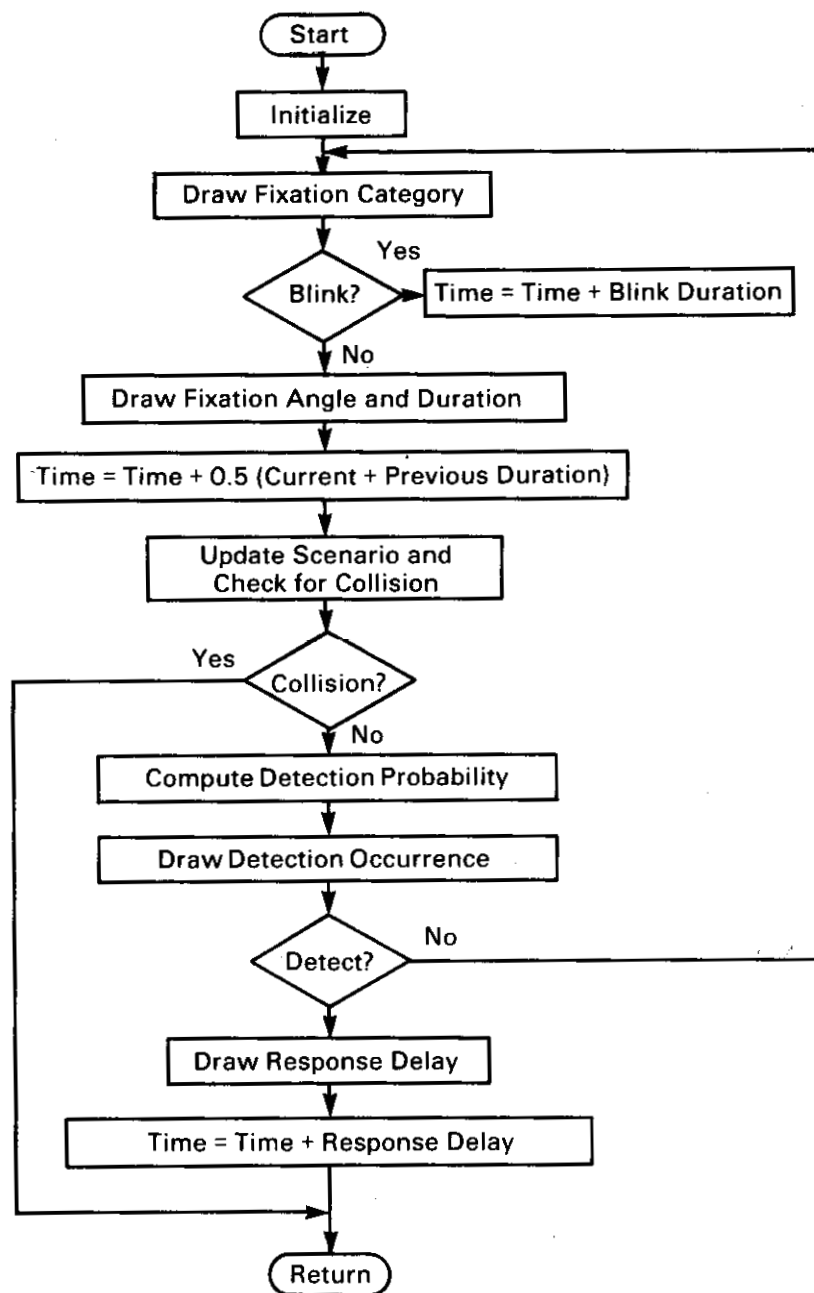 Start
Initialize
Draw Fixation Category
Yes
Blink?
Time = Time + Blink Duration
No
Draw Fixation Angle and Duration
Time = Time + 0.5 (Current + Previous Duration)
Update Scenario and
Check for Collision
Yes
Collision?
No
Compute Detection Probability
Draw Detection Occurrence
No
Detect?
Draw Response Delay
Time = Time + Response Delay
Return